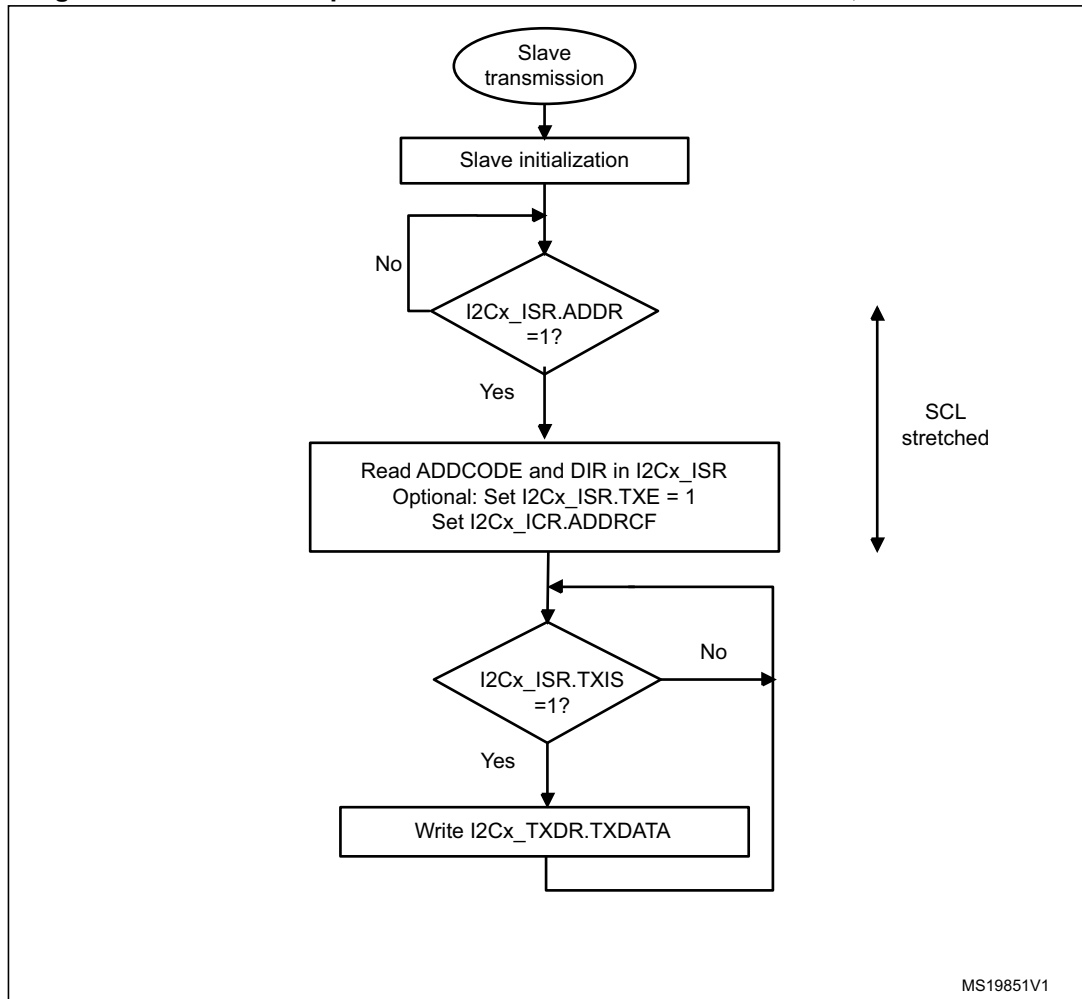 Slave
transmission
Slave initialization
No
I2Cx_ISR.ADDR
=1?
Yes
SCL
stretched
Read ADDCODE and DIR in I2Cx_ISR
Optional: Set I2Cx_ISR.TXE = 1
Set I2Cx_ICR.ADDRCF
I2Cx_ISR.TXIS
=1?
No
Yes
Write I2Cx_TXDR.TXDATA
MS19851V1